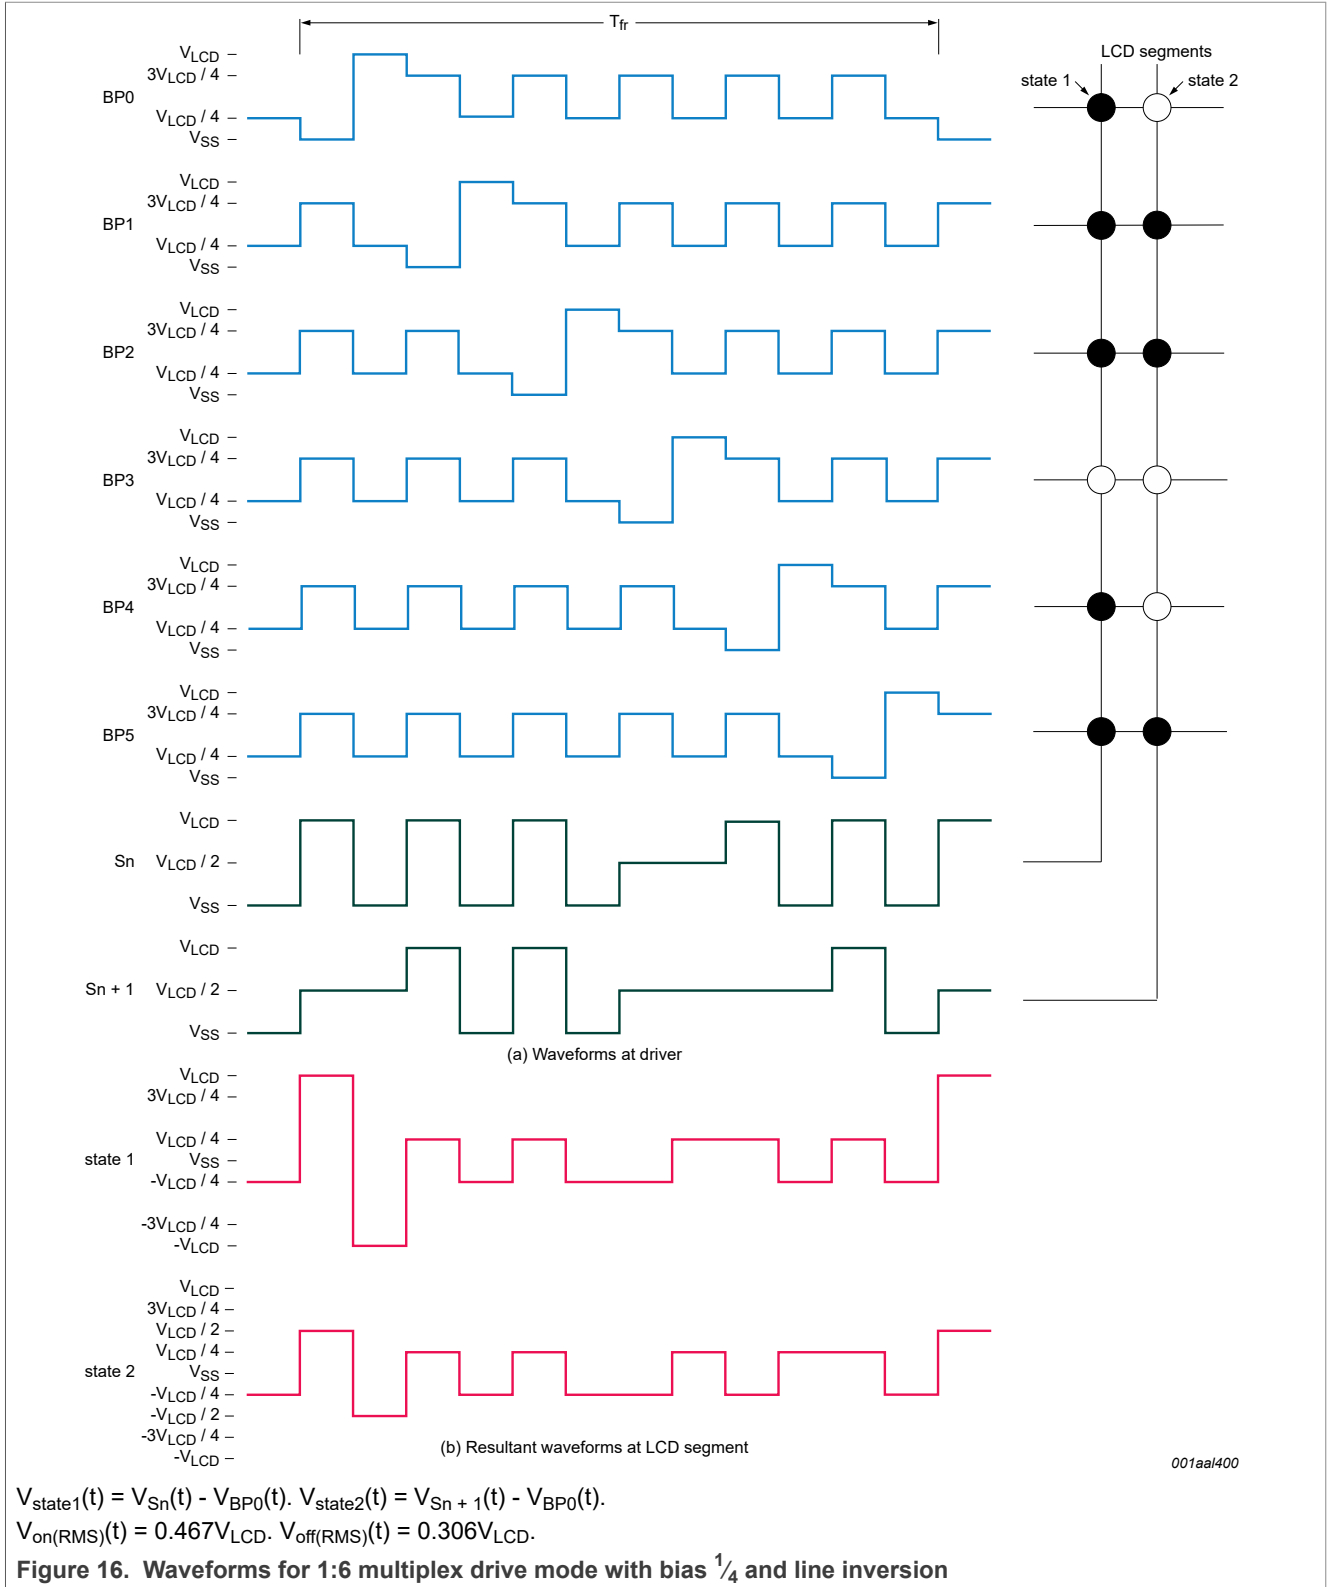 Tfr
LCD segments
state 1
state 2
BP0
VLCD
3VLCD / 4
VLCD / 4
VSS
BP1
VLCD
3VLCD / 4
VLCD / 4
VSS
BP2
VLCD
3VLCD / 4
VLCD / 4
VSS
BP3
VLCD
3VLCD / 4
VLCD / 4
VSS
BP4
VLCD
3VLCD / 4
VLCD / 4
VSS
BP5
VLCD
3VLCD / 4
VLCD / 4
VSS
Sn
VLCD
VLCD / 2
VSS
Sn + 1
VLCD
VLCD / 2
VSS
(a) Waveforms at driver
state 1
VLCD
3VLCD / 4
VLCD / 4
VSS
-VLCD / 4
-3VLCD / 4
-VLCD
state 2
VLCD
3VLCD / 4
VLCD / 2
VLCD / 4
VSS
-VLCD / 4
-VLCD / 2
-3VLCD / 4
-VLCD
(b) Resultant waveforms at LCD segment
001aal400
Vstate1(t) = VSn(t) - VBP0(t). Vstate2(t) = VSn + 1(t) - VBP0(t).
Von(RMS)(t) = 0.467VLCD. Voff(RMS)(t) = 0.306VLCD.
Figure 16. Waveforms for 1:6 multiplex drive mode with bias 1/4 and line inversion